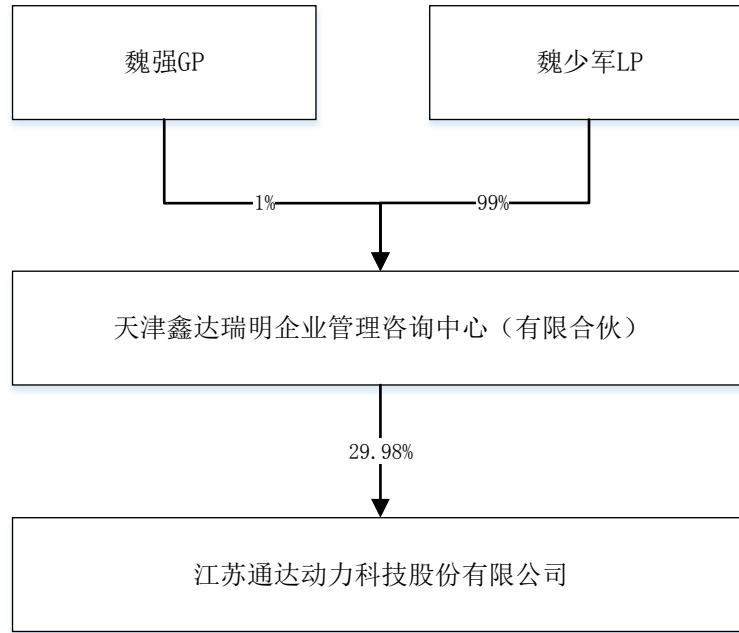 魏强GP
魏少军LP
1%
99%
天津鑫达瑞明企业管理咨询中心（有限合伙）
29.98%
江苏通达动力科技股份有限公司